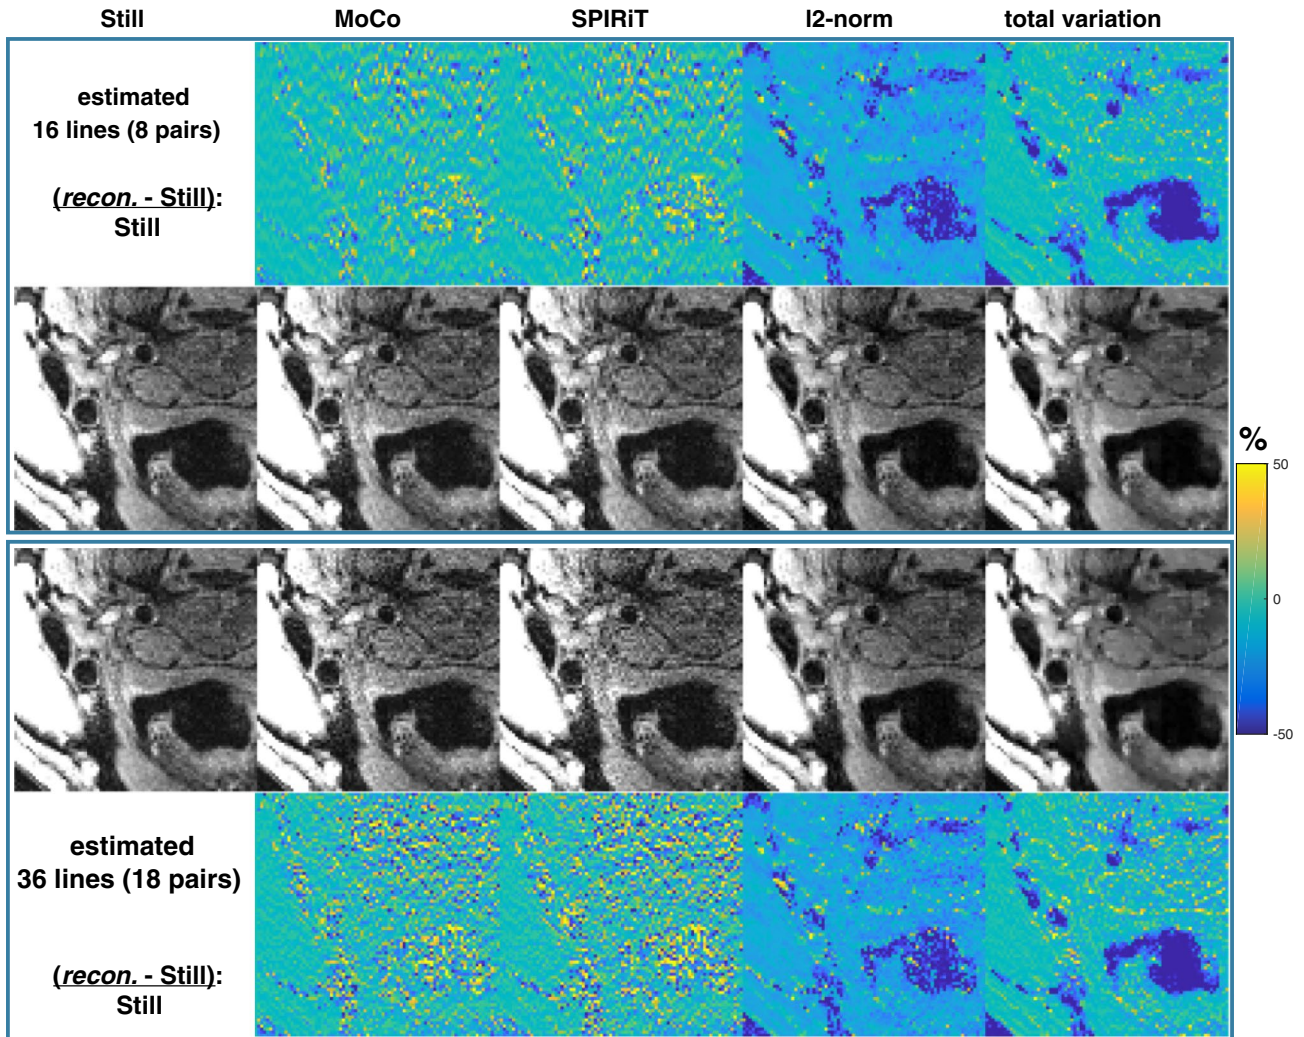 Still MoCo SPIRiT l2-norm total variation
estimated
16 lines (8 pairs)
(recon. - Still):
Still
%
50
0
-50
estimated
36 lines (18 pairs)
(recon. - Still):
Still